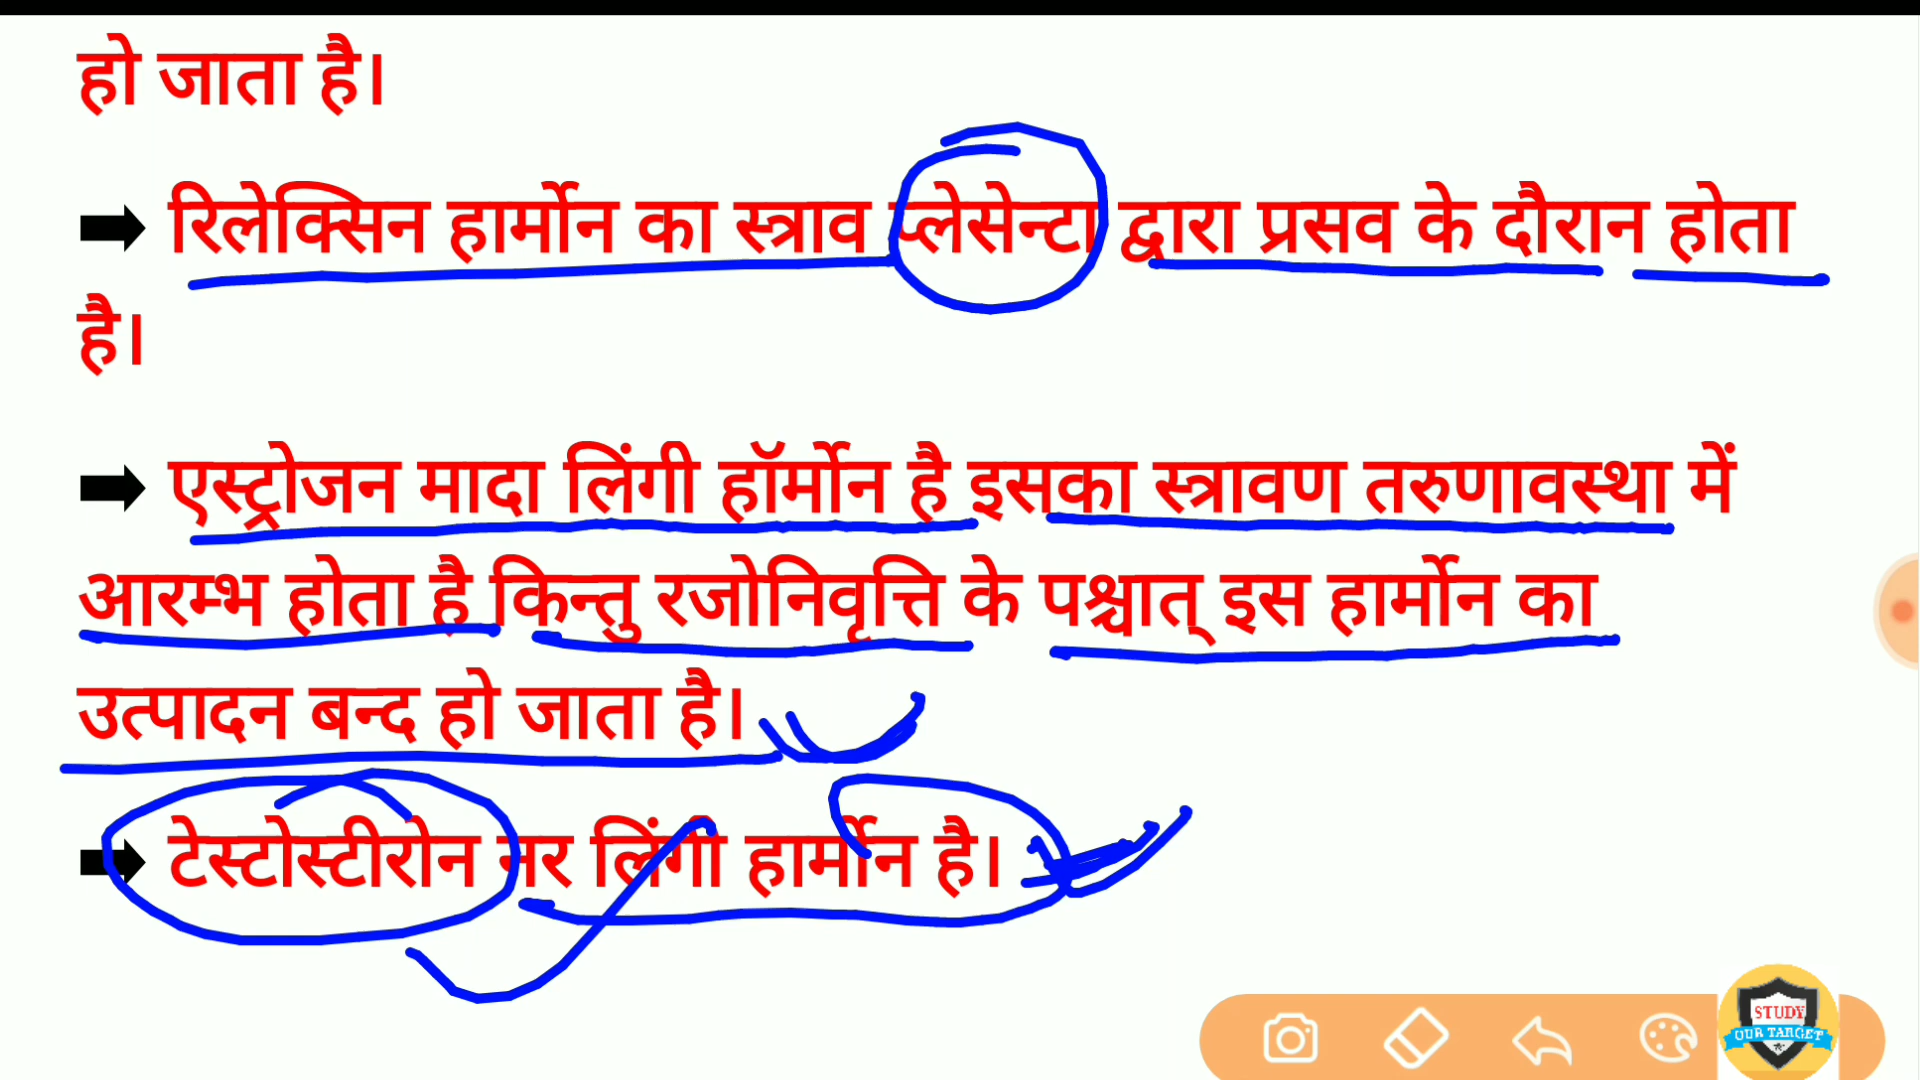 हो जाता है।
➡ रिलेक्सिन हार्मोन का स्त्राव प्लेसेन्टा द्वारा प्रसव के दौरान होता
है।
➡ एस्ट्रोजन मादा लिंगी हॉर्मोन है इसका स्त्रावण तरुणावस्था में
आरम्भ होता है किन्तु रजोनिवृत्ति के पश्चात् इस हार्मोन का
उत्पादन बन्द हो जाता है।
➡ टेस्टोस्टीरोन नर लिंगी हार्मोन है।
STUDY
OUR TARGET